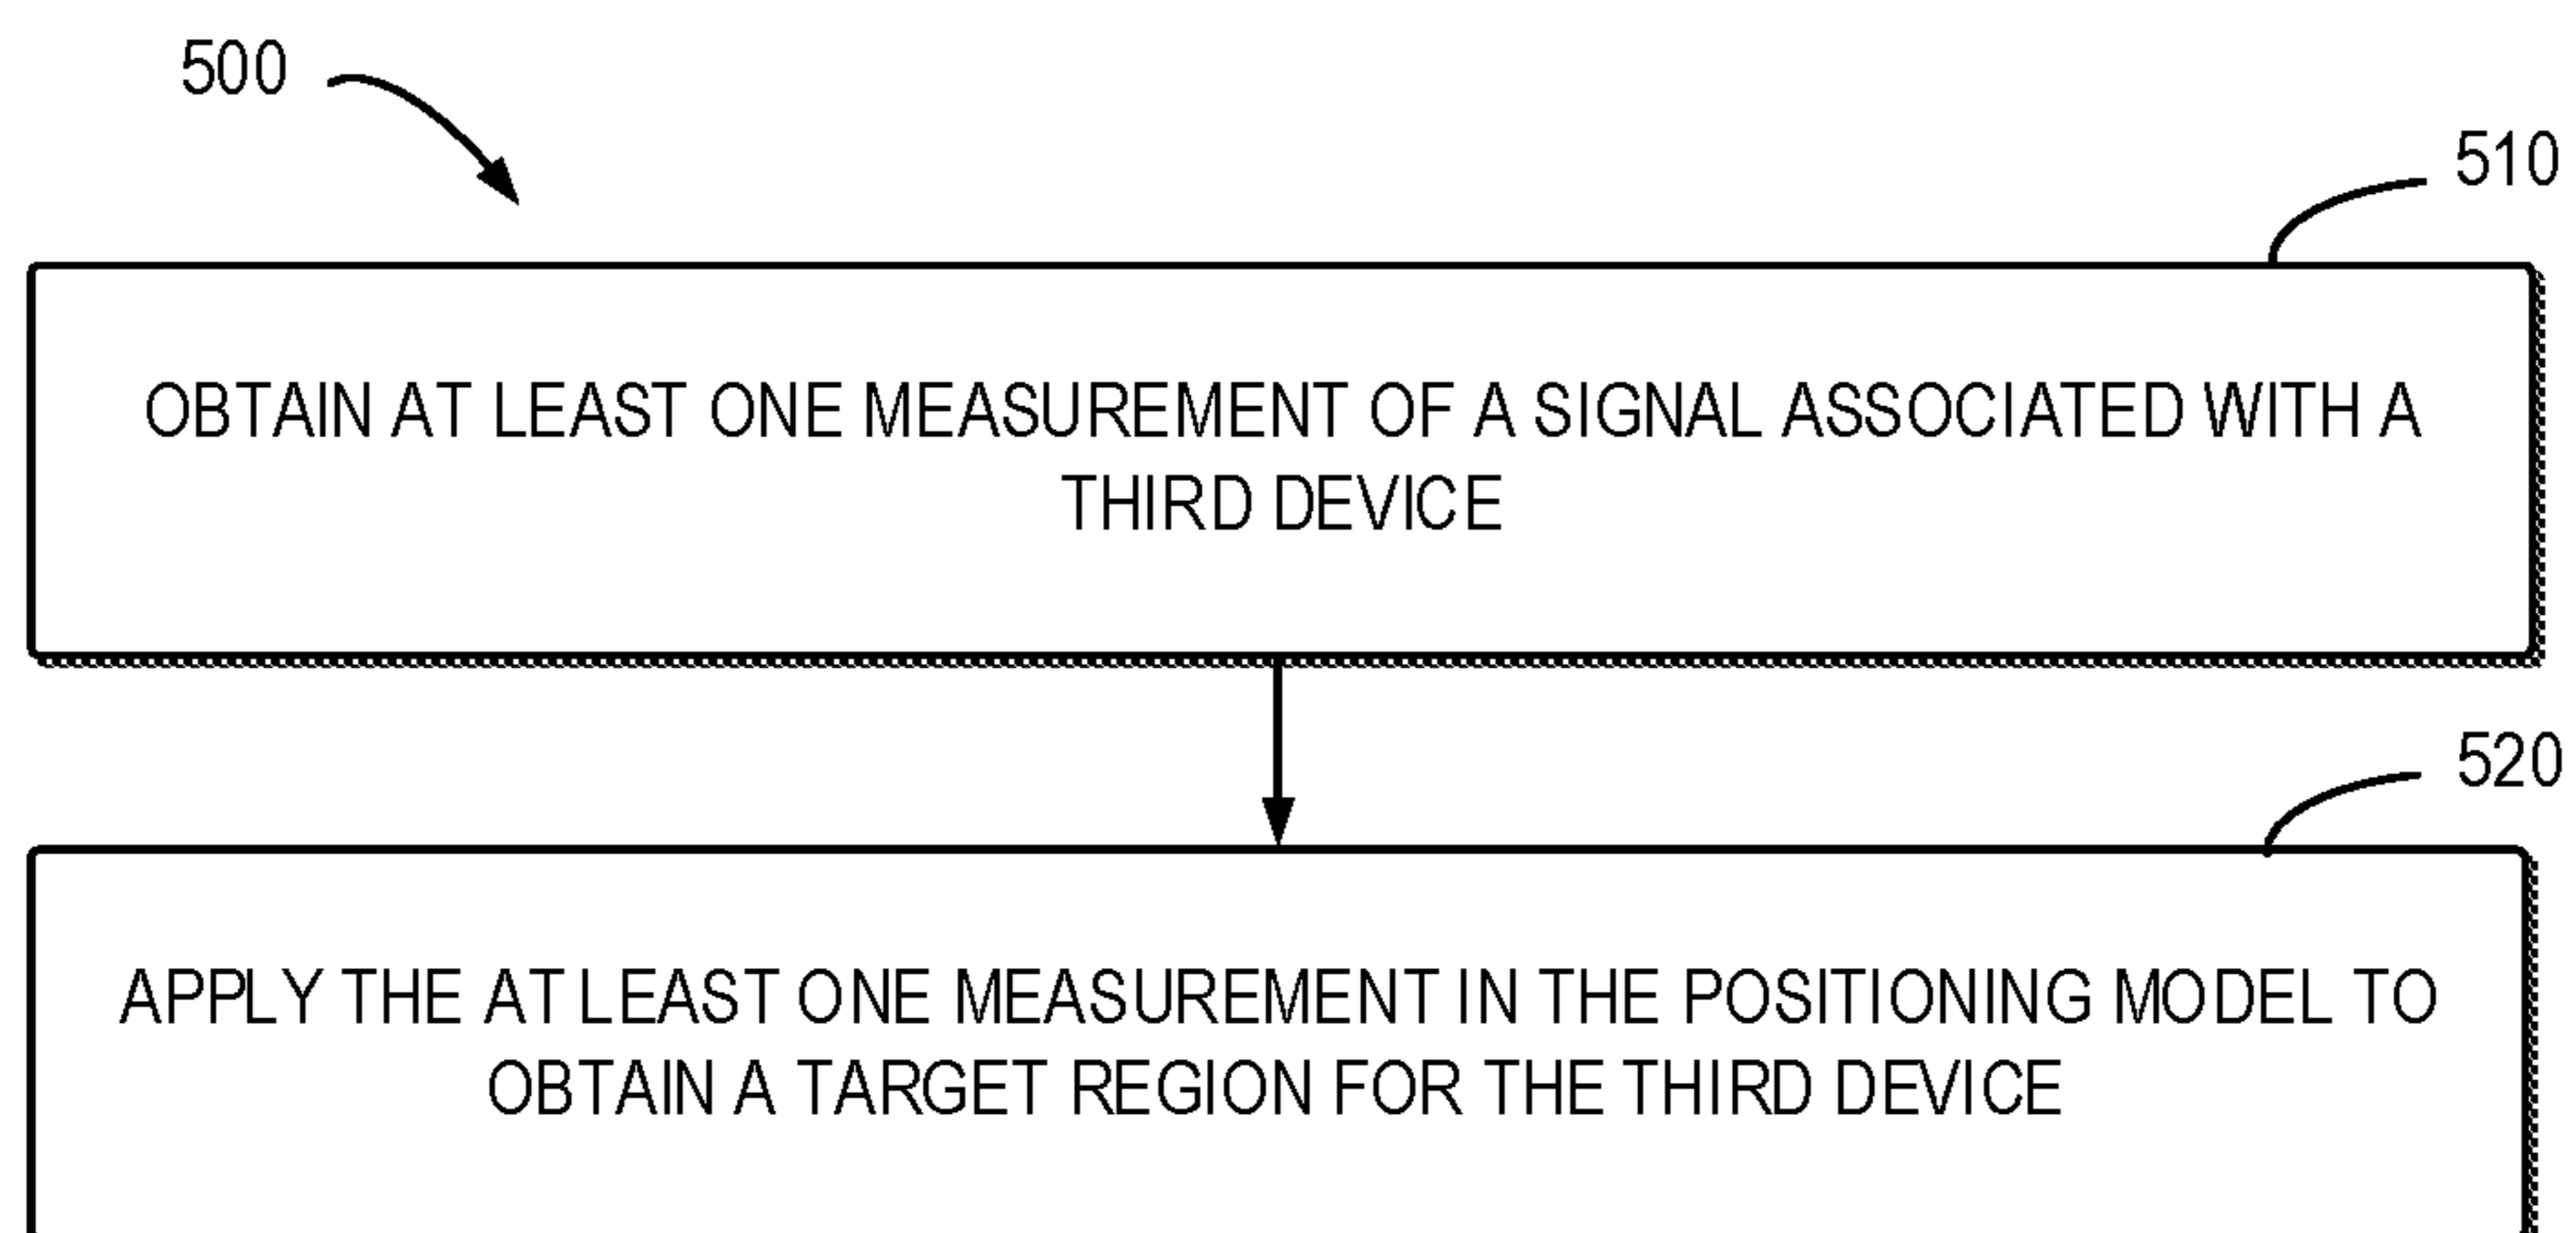 500
510
OBTAIN AT LEAST ONE MEASUREMENT OF A SIGNAL ASSOCIATED WITH A
THIRD DEVICE
520
APPLY THE AT LEAST ONE MEASUREMENT IN THE POSITIONING MODEL TO
OBTAIN A TARGET REGION FOR THE THIRD DEVICE